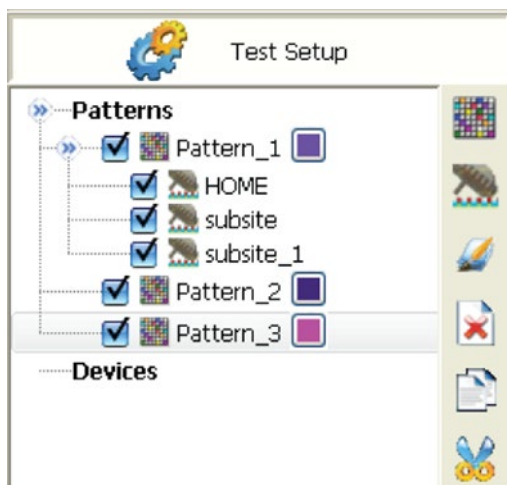 Test Setup
Patterns
Pattern_1
HOME
subsite
subsite_1
Pattern_2
Pattern_3
Devices